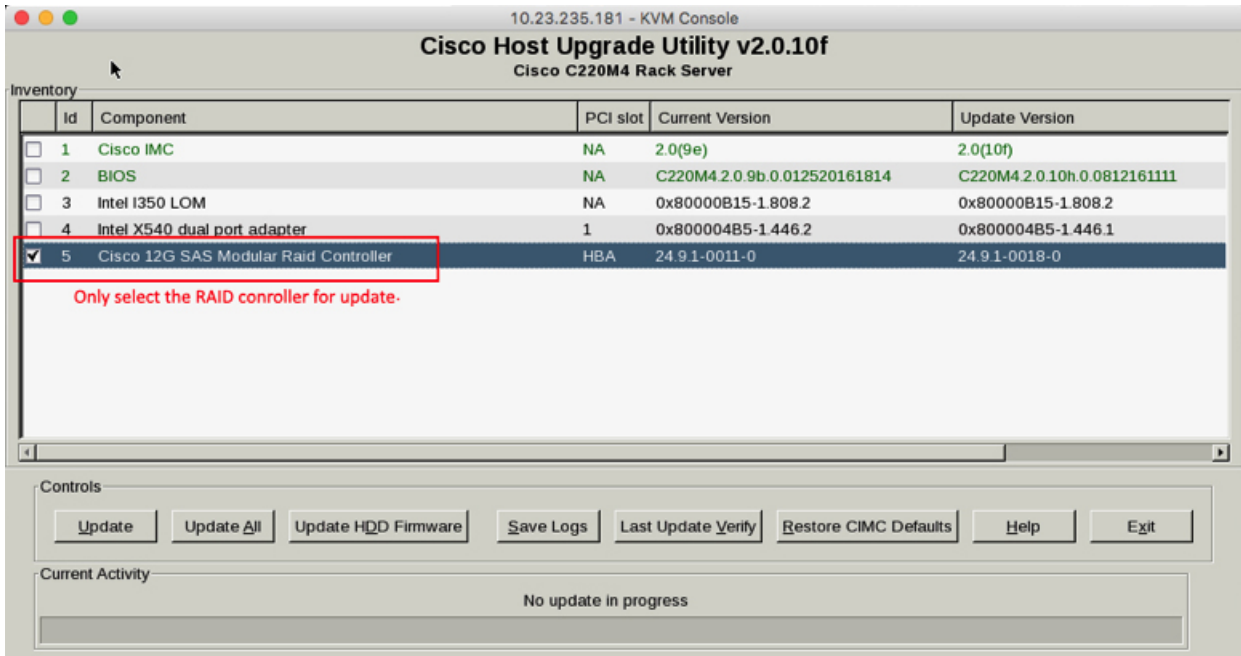 10.23.235.181 - KVM Console
Cisco Host Upgrade Utility v2.0.10f
Cisco C220M4 Rack Server
Inventory
Id Component PCI slot Current Version Update Version
1 Cisco IMC NA 2.0(9e) 2.0(10f)
2 BIOS NA C220M4.2.0.9b.0.012520161814 C220M4.2.0.10h.0.0812161111
3 Intel I350 LOM NA 0x80000B15-1.808.2 0x80000B15-1.808.2
4 Intel X540 dual port adapter 1 0x800004B5-1.446.2 0x800004B5-1.446.1
5 Cisco 12G SAS Modular Raid Controller HBA 24.9.1-0011-0 24.9.1-0018-0
Only select the RAID conroller for update.
Controls
Update Update All Update HDD Firmware Save Logs Last Update Verify Restore CIMC Defaults Help Exit
Current Activity
No update in progress